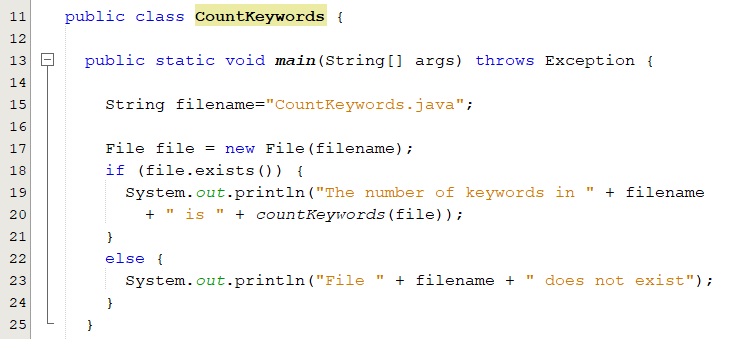 11 public class CountKeywords {
12
13 public static void main(String[] args) throws Exception {
14
15 String filename="CountKeywords.java";
16
17 File file = new File(filename);
18 if (file.exists()) {
19 System.out.println("The number of keywords in " + filename
20 + " is " + countKeywords(file));
21 }
22 else {
23 System.out.println("File " + filename + " does not exist");
24 }
25 }